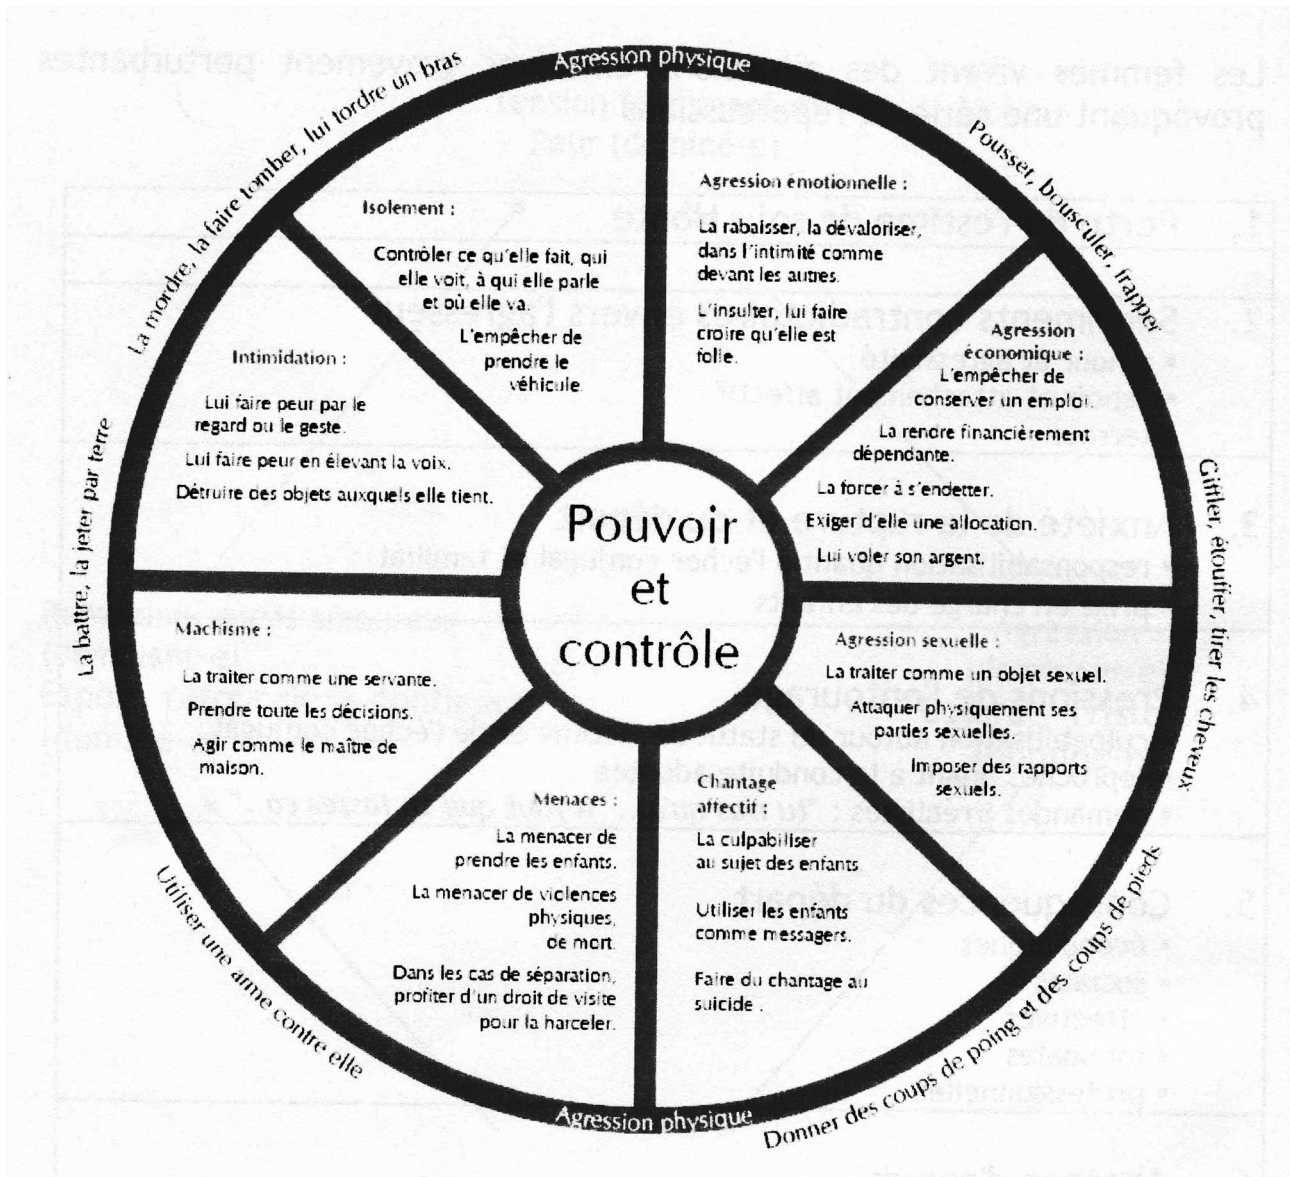 Agression physique
Pousser, bousculer, frapper
Giffler, étouffer, tirer les cheveux
Donner des coups de poing et des coups de pieds
Agression physique
Utiliser une arme contre elle
La battre, la jeter par terre
La mordre, la faire tomber, lui tordre un bras
Pouvoir
et
contrôle
Agression émotionnelle :
La rabaisser, la dévaloriser,
dans l'intimité comme
devant les autres.
L'insulter, lui faire
croire qu'elle est
folle.
Agression
économique :
L'empêcher de
conserver un emploi.
La rendre financièrement
dépendante.
La forcer à s'endetter.
Exiger d'elle une allocation.
Lui voler son argent.
Agression sexuelle :
La traiter comme un objet sexuel.
Attaquer physiquement ses
parties sexuelles.
Imposer des rapports
sexuels.
Chantage
affectif :
La culpabiliser
au sujet des enfants
Utiliser les enfants
comme messagers.
Faire du chantage au
suicide .
Menaces :
La menacer de
prendre les enfants.
La menacer de violences
physiques,
de mort.
Dans les cas de séparation,
profiter d'un droit de visite
pour la harceler.
Machisme :
La traiter comme une servante.
Prendre toute les décisions.
Agir comme le maître de
maison.
Intimidation :
Lui faire peur par le
regard ou le geste.
Lui faire peur en élevant la voix.
Détruire des objets auxquels elle tient.
Isolement :
Contrôler ce qu'elle fait, qui
elle voit, à qui elle parle
et où elle va.
L'empêcher de
prendre le
véhicule.